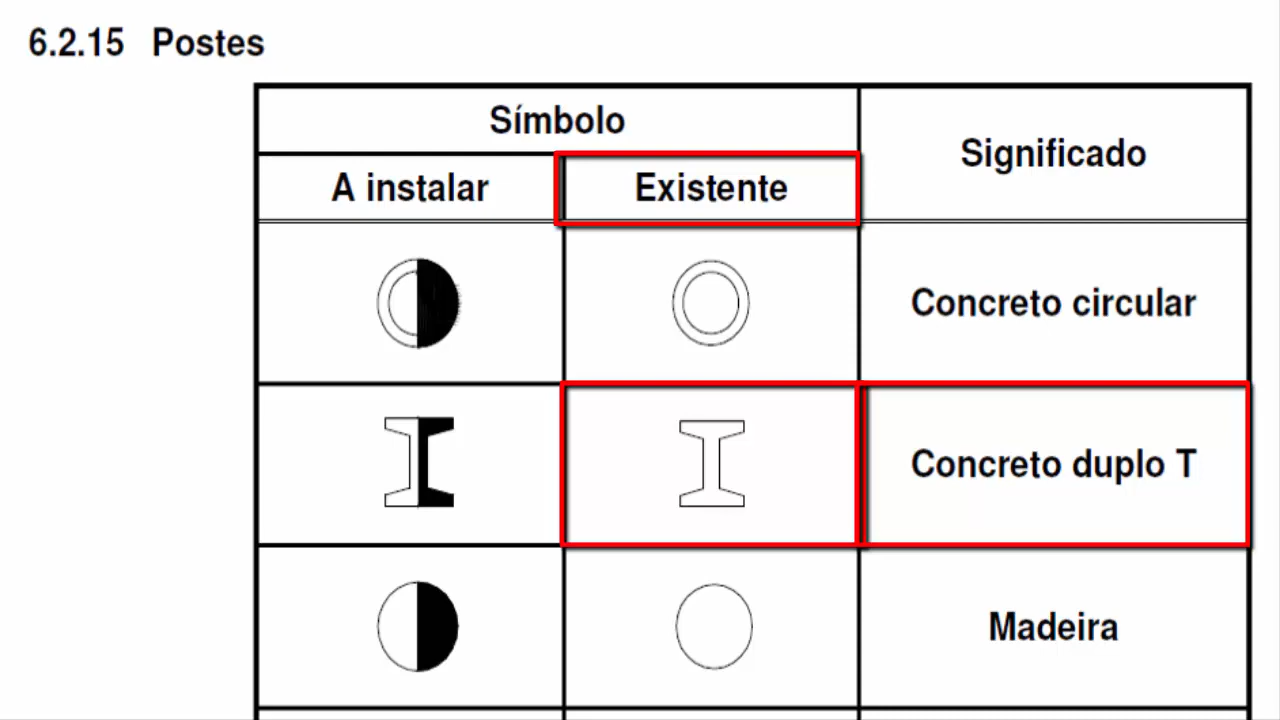 6.2.15 Postes
Símbolo
Significado
A instalar
Existente
Concreto circular
Concreto duplo T
Madeira